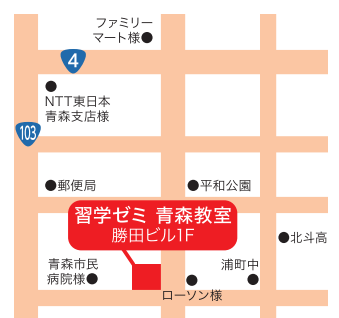 ファミリー
マート様
4
NTT東日本
青森支店様
103
郵便局
平和公園
習学ゼミ 青森教室
勝田ビル1F
北斗高
青森市民
病院様
浦町中
ローソン様